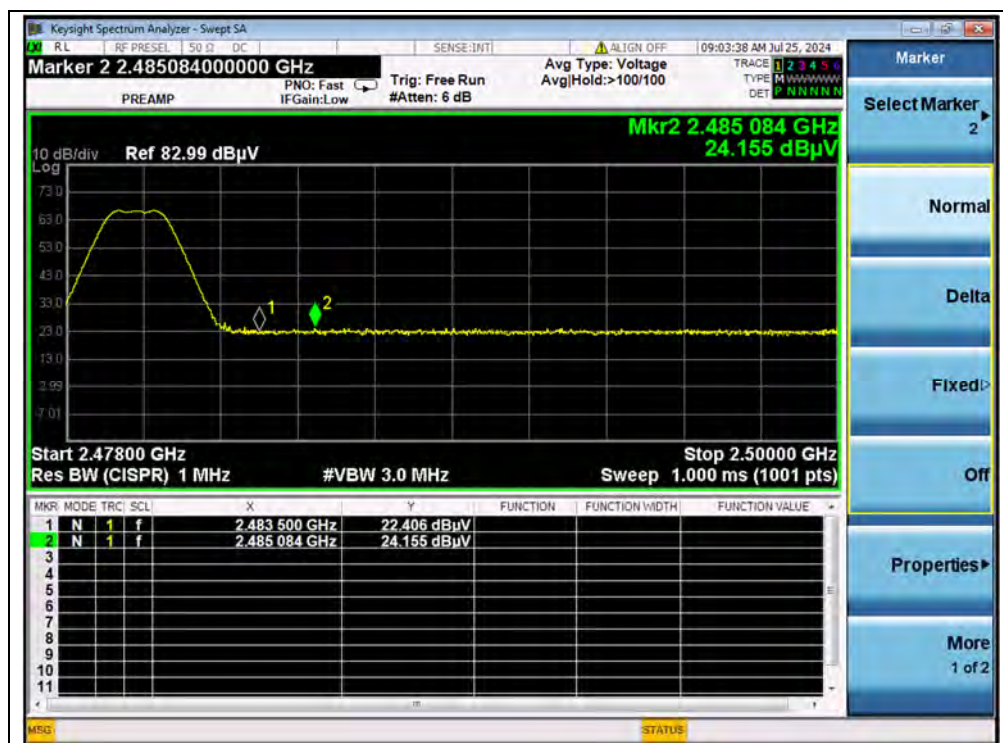 Keysight Spectrum Analyzer - Swept SA
LXI RL RF PRESEL 50 Ω DC SENSE:INT ALIGN OFF 09:03:38 AM Jul 25, 2024
Marker 2 2.485084000000 GHz
PREAMP
PNO: Fast
IFGain:Low
Trig: Free Run
#Atten: 6 dB
Avg Type: Voltage
Avg|Hold:>100/100
TRACE 1 2 3 4 5 6
TYPE M WWWWW
DET P N N N N N
Mkr2 2.485 084 GHz
24.155 dBµV
10 dB/div Ref 82.99 dBµV
Log
73.0
63.0
53.0
43.0
33.0
23.0
13.0
2.99
-7.01
1
2
Start 2.47800 GHz Stop 2.50000 GHz
Res BW (CISPR) 1 MHz #VBW 3.0 MHz Sweep 1.000 ms (1001 pts)
MKR MODE TRC SCL X Y FUNCTION FUNCTION WIDTH FUNCTION VALUE
1 N 1 f 2.483 500 GHz 22.406 dBµV
2 N 1 f 2.485 084 GHz 24.155 dBµV
3
4
5
6
7
8
9
10
11
MSG STATUS
Marker
Select Marker
2
Normal
Delta
Fixed
Off
Properties
More
1 of 2